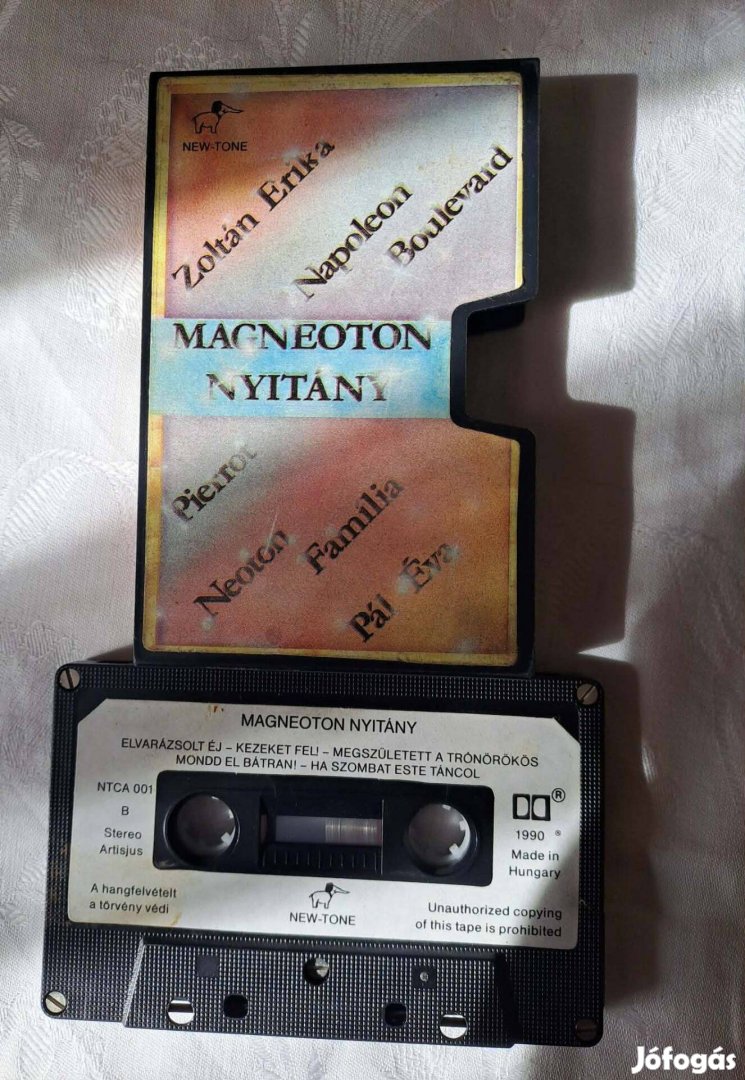 NEW-TONE
Zoltán Erika
Napoleon
Boulevard
MAGNEOTON
NYITÁNY
Pierrot
Neoton Família
Pál Éva
MAGNEOTON NYITÁNY
ELVARÁZSOLT ÉJ – KEZEKET FEL! – MEGSZÜLETETT A TRÓNÖRÖKÖS
MONDD EL BÁTRAN! – HA SZOMBAT ESTE TÁNCOL
NTCA 001
B
Stereo
Artisjus
®
1990 ®
Made in
Hungary
A hangfelvételt
a törvény védi
NEW-TONE
Unauthorized copying
of this tape is prohibited
Jófogás